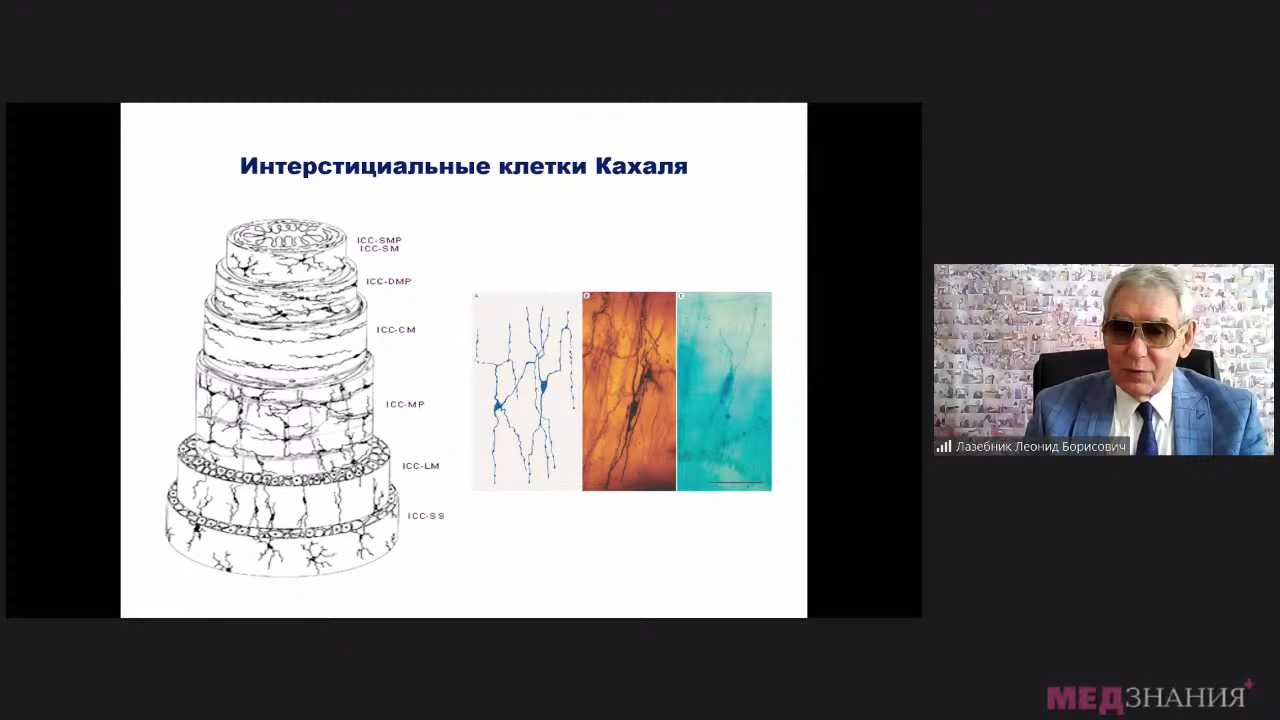 Интерстициальные клетки Кахаля
ICC-SMP
ICC-SM
ICC-DMP
ICC-CM
ICC-MP
ICC-LM
ICC-SS
A
B
C
Лазебник Леонид Борисович
МЕДЗНАНИЯ+